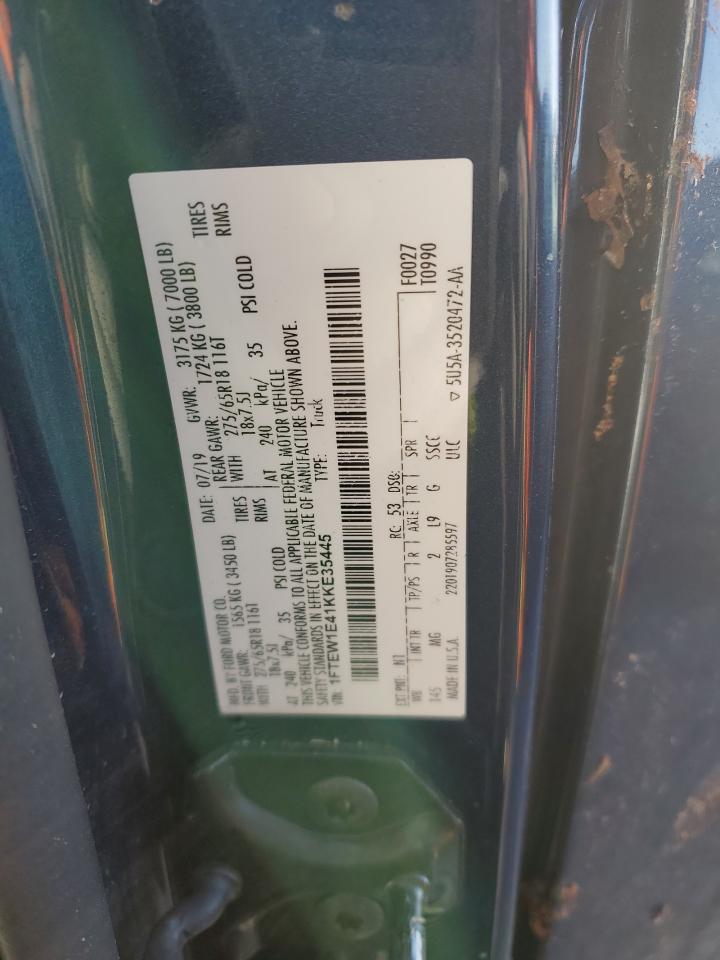 MFD. BY FORD MOTOR CO. DATE: 07/19 GVWR: 3175 KG ( 7000 LB)
FRONT GAWR: 1565 KG ( 3450 LB) REAR GAWR: 1724 KG ( 3800 LB)
WITH 275/65R18 116T TIRES WITH 275/65R18 116T TIRES
18x7.5J RIMS 18x7.5J RIMS
AT 240 kPa/ 35 PSI COLD AT 240 kPa/ 35 PSI COLD
THIS VEHICLE CONFORMS TO ALL APPLICABLE FEDERAL MOTOR VEHICLE
SAFETY STANDARDS IN EFFECT ON THE DATE OF MANUFACTURE SHOWN ABOVE.
VIN: 1FTEW1E41KKE35445 TYPE: Truck
EXT PNT: N1 RC: 53 DSO: F0027
WB INT TR TP/PS R AXLE TR SPR T0990
145 MG 2 L9 G SSCC
MADE IN U.S.A. 2201907285597 ULC ▽ 5U5A-3520472-AA